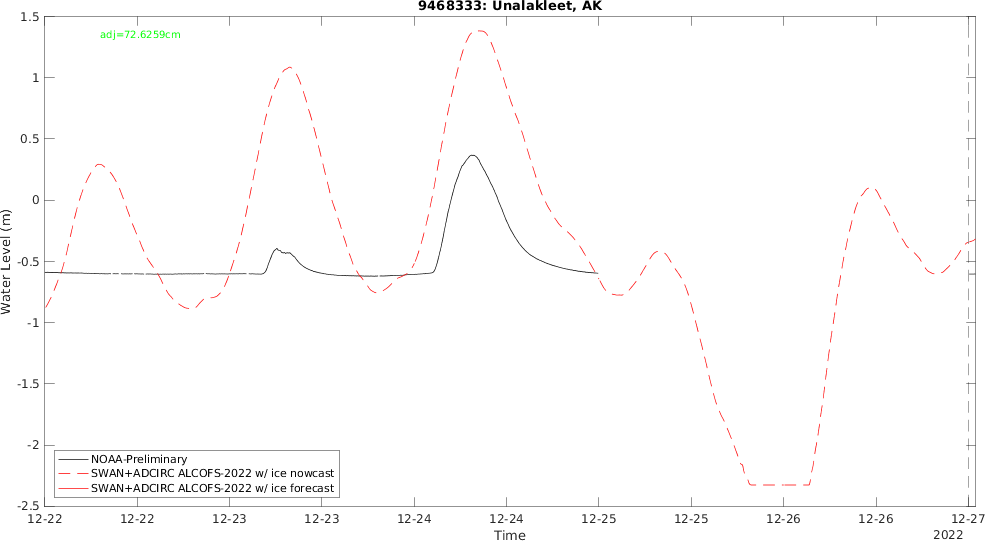 9468333: Unalakleet, AK
adj=72.6259cm
1.5
1
0.5
0
-0.5
-1
-1.5
-2
-2.5
Water Level (m)
NOAA-Preliminary
SWAN+ADCIRC ALCOFS-2022 w/ ice nowcast
SWAN+ADCIRC ALCOFS-2022 w/ ice forecast
12-22 12-22 12-23 12-23 12-24 12-24 12-25 12-25 12-26 12-26 12-27
Time
2022